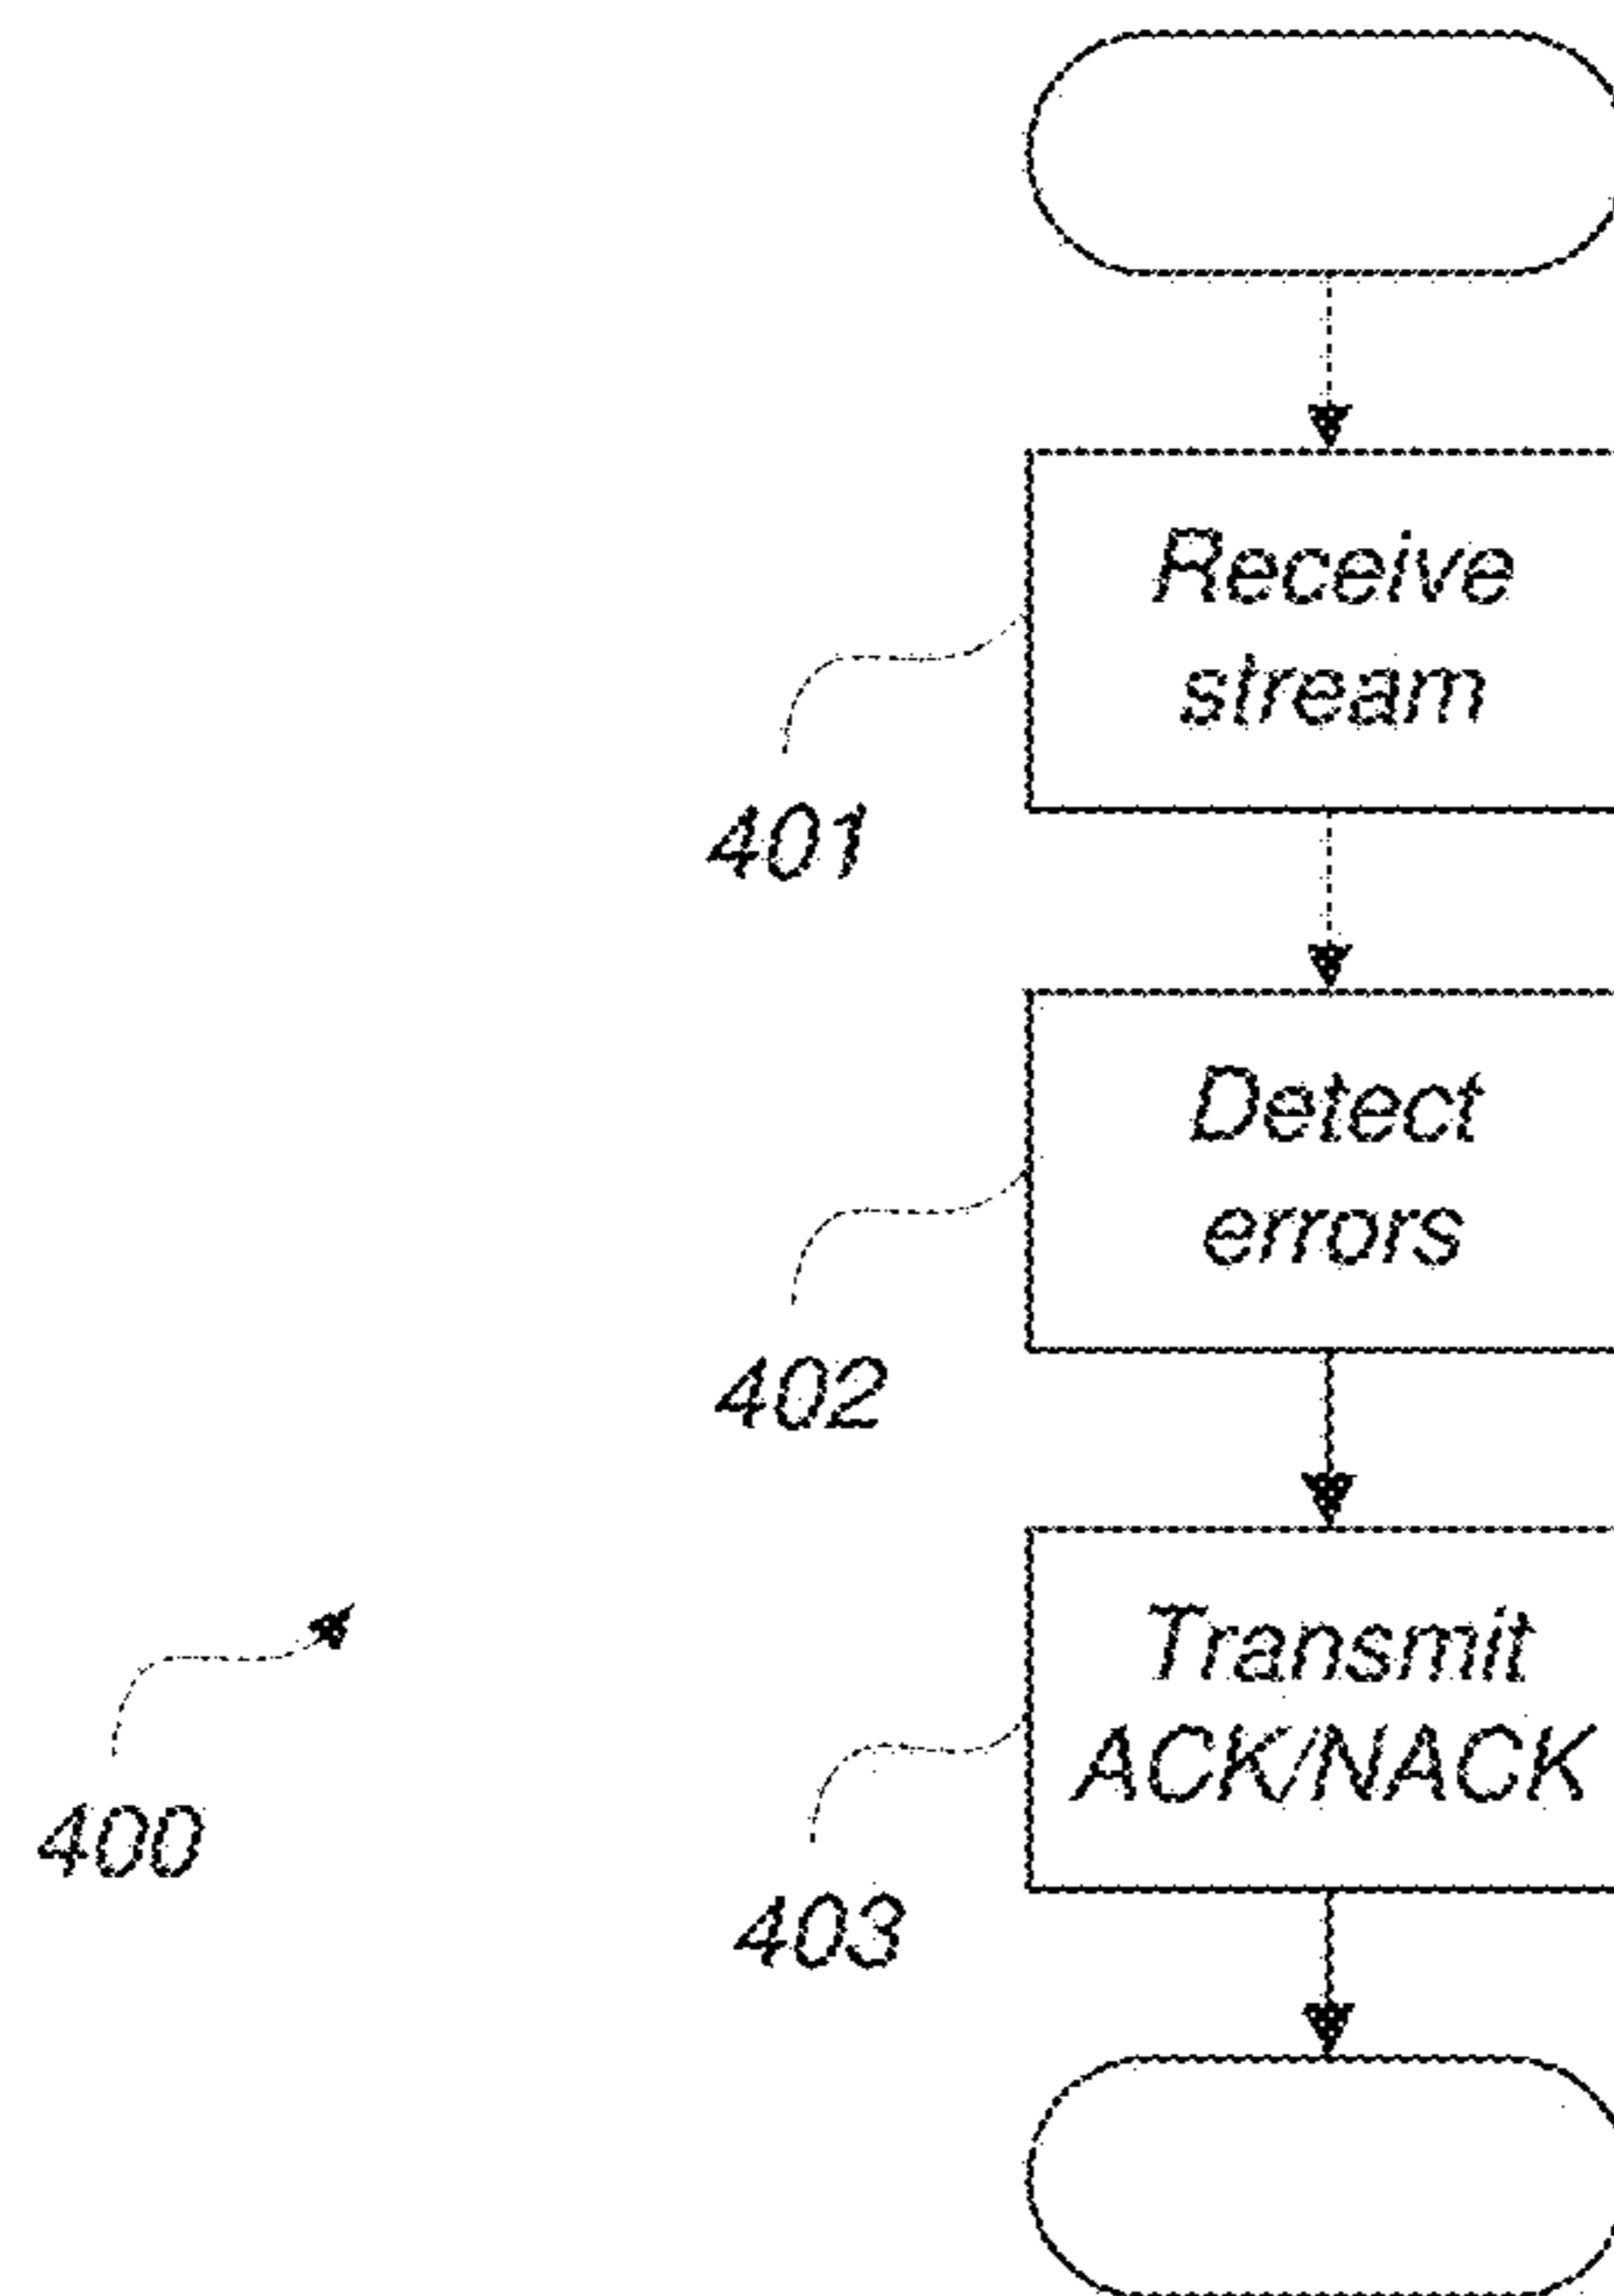 Receive
stream
401
Detect
errors
402
Transmit
ACK/NACK
400
403